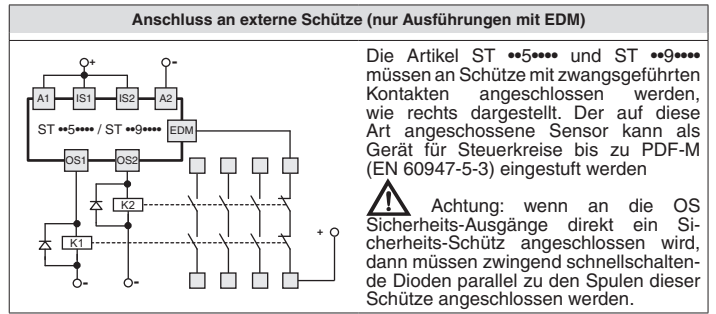 Anschluss an externe Schütze (nur Ausführungen mit EDM)
+ -
A1 IS1 IS2 A2
ST ••5•••• / ST ••9•••• EDM
OS1 OS2
K2
K1
+
- -
Die Artikel ST ••5•••• und ST ••9••••
müssen an Schütze mit zwangsgeführten
Kontakten angeschlossen werden,
wie rechts dargestellt. Der auf diese
Art angeschossene Sensor kann als
Gerät für Steuerkreise bis zu PDF-M
(EN 60947-5-3) eingestuft werden
Achtung: wenn an die OS
Sicherheits-Ausgänge direkt ein Si-
cherheits-Schütz angeschlossen wird,
dann müssen zwingend schnellschalten-
de Dioden parallel zu den Spulen dieser
Schütze angeschlossen werden.